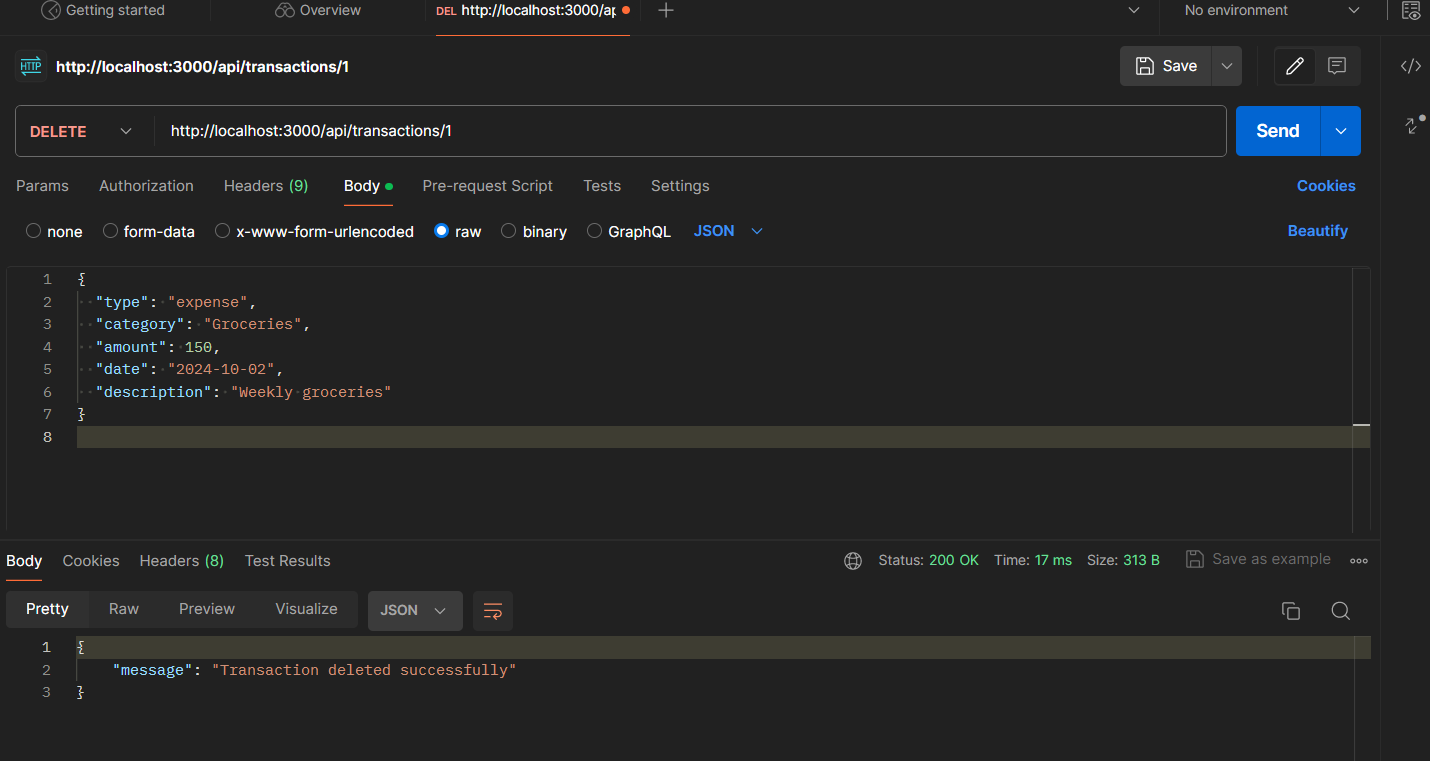 Getting started Overview DEL http://localhost:3000/ap No environment
HTTP http://localhost:3000/api/transactions/1 Save </>
DELETE http://localhost:3000/api/transactions/1 Send
Params Authorization Headers (9) Body Pre-request Script Tests Settings Cookies
none form-data x-www-form-urlencoded raw binary GraphQL JSON Beautify
1 {
2 "type": "expense",
3 "category": "Groceries",
4 "amount": 150,
5 "date": "2024-10-02",
6 "description": "Weekly groceries"
7 }
8
Body Cookies Headers (8) Test Results Status: 200 OK Time: 17 ms Size: 313 B Save as example
Pretty Raw Preview Visualize JSON
1 {
2 "message": "Transaction deleted successfully"
3 }